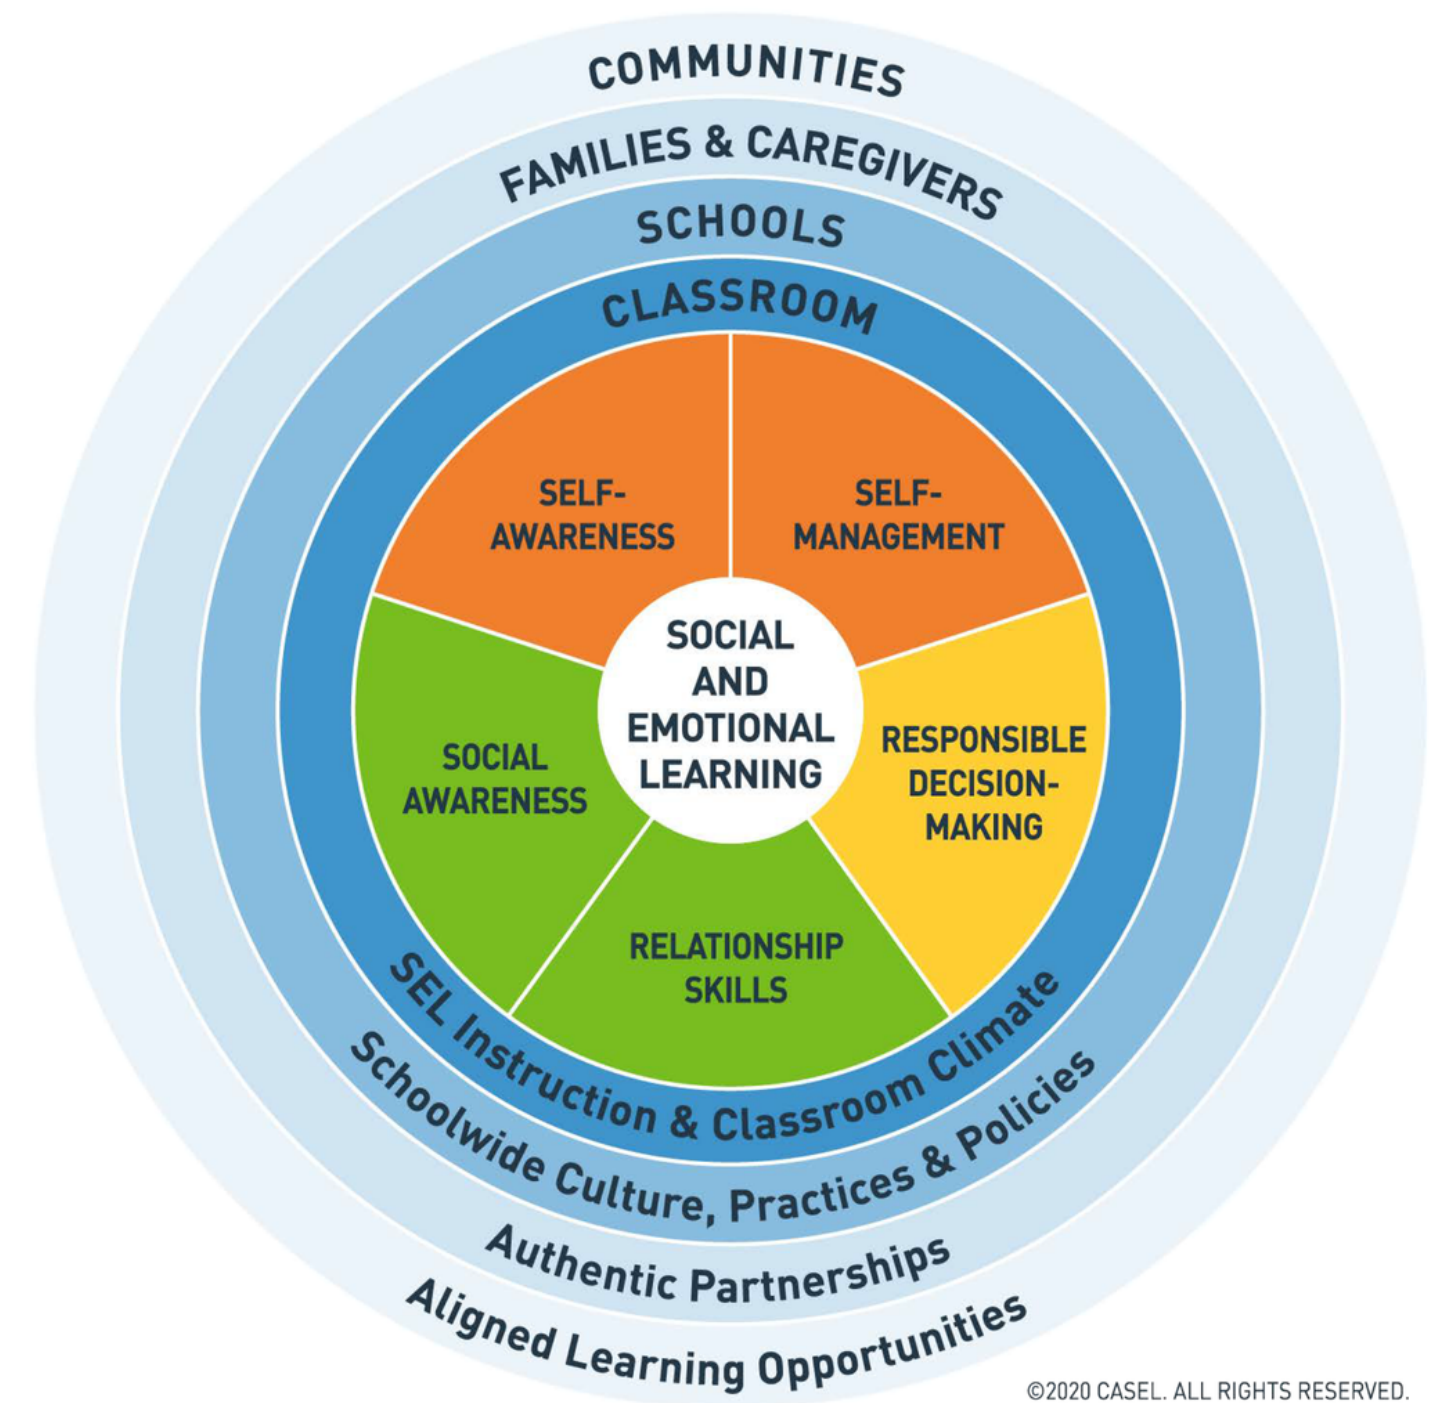 COMMUNITIES
FAMILIES & CAREGIVERS
SCHOOLS
CLASSROOM
SELF-
AWARENESS
SELF-
MANAGEMENT
SOCIAL
AND
EMOTIONAL
LEARNING
SOCIAL
AWARENESS
RESPONSIBLE
DECISION-
MAKING
RELATIONSHIP
SKILLS
SEL Instruction & Classroom Climate
Schoolwide Culture, Practices & Policies
Authentic Partnerships
Aligned Learning Opportunities
©2020 CASEL. ALL RIGHTS RESERVED.